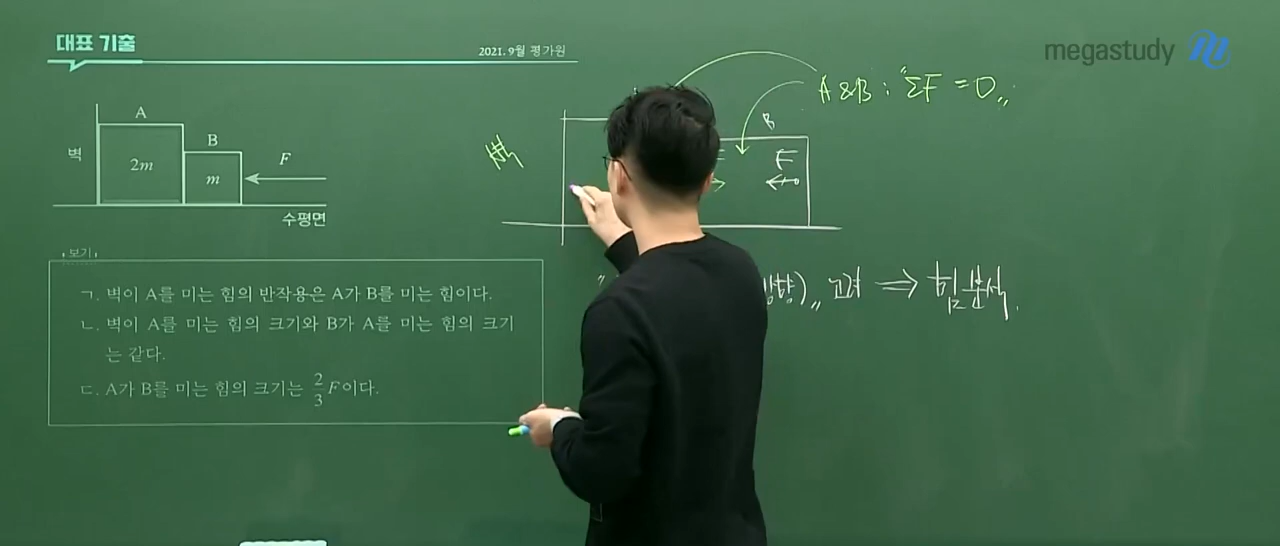 대표 기출
2021. 9월 평가원
megastudy
A
B
벽
2m
m
F
수평면
보기
ㄱ. 벽이 A를 미는 힘의 반작용은 A가 B를 미는 힘이다.
ㄴ. 벽이 A를 미는 힘의 크기와 B가 A를 미는 힘의 크기
는 같다.
ㄷ. A가 B를 미는 힘의 크기는 2/3 F이다.
A&B : "ΣF = 0"
벽
B
F
방향)" 고려 ⇒ 힘분석.